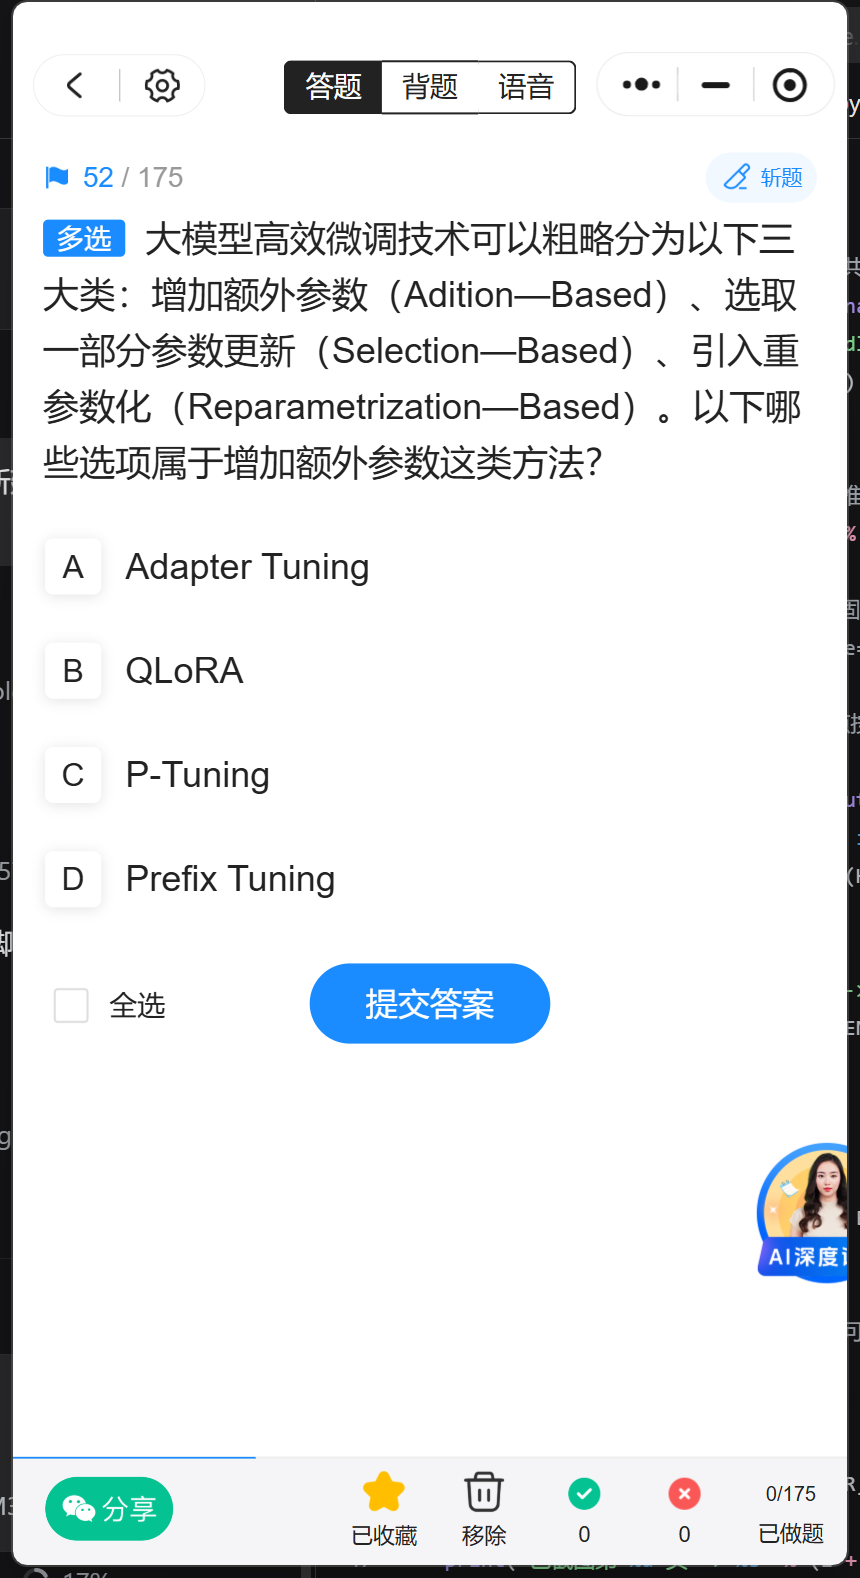 答题 背题 语音
52 / 175
斩题
多选 大模型高效微调技术可以粗略分为以下三
大类：增加额外参数（Adition—Based）、选取
一部分参数更新（Selection—Based）、引入重
参数化（Reparametrization—Based）。以下哪
些选项属于增加额外参数这类方法？
A Adapter Tuning
B QLoRA
C P-Tuning
D Prefix Tuning
全选 提交答案
AI深度
分享
已收藏
移除
0
0
0/175
已做题
17%